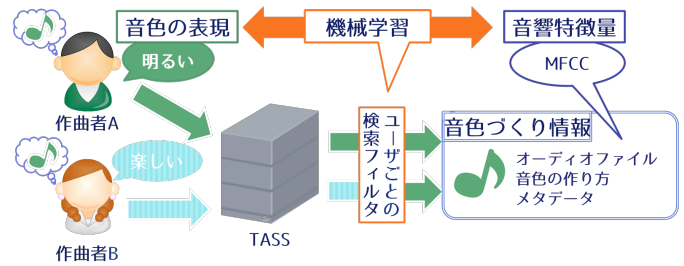 音色の表現
機械学習
音響特徴量
明るい
MFCC
作曲者A
ユーザごとの
検索フィルタ
音色づくり情報
楽しい
オーディオファイル
音色の作り方
メタデータ
TASS
作曲者B